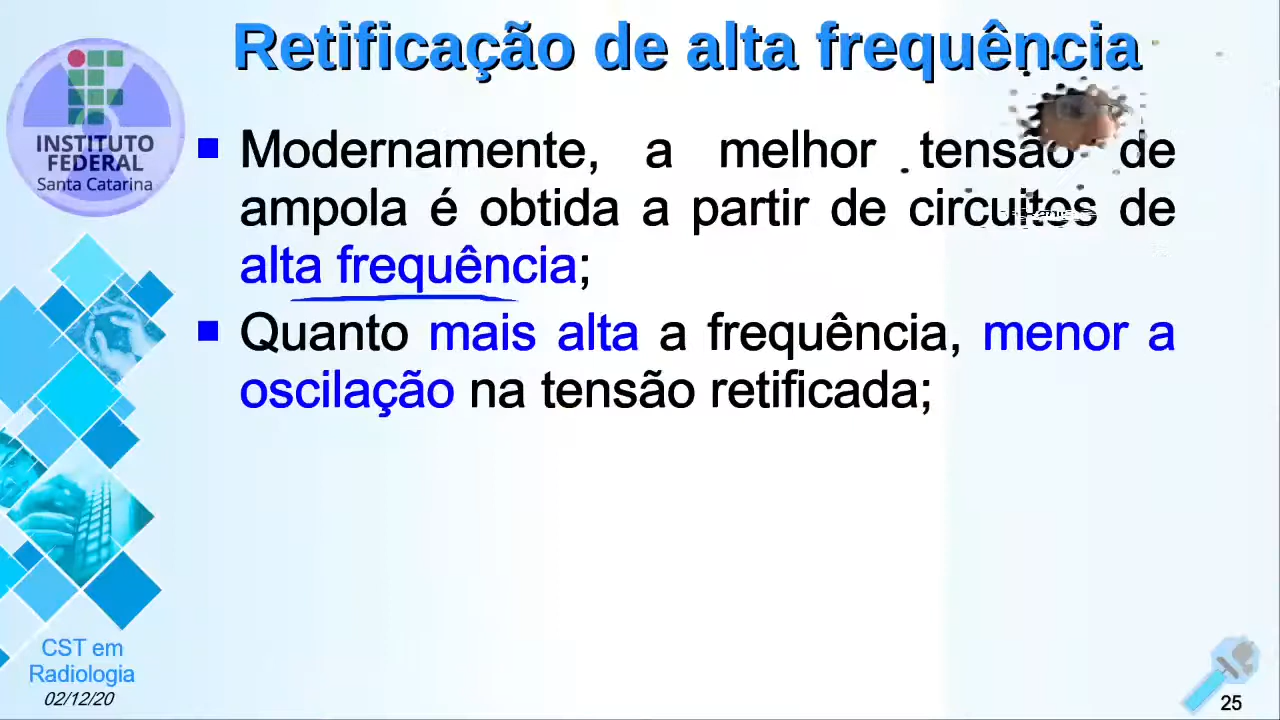 Retificação de alta frequência
INSTITUTO
FEDERAL
Santa Catarina
Modernamente, a melhor tensão de
ampola é obtida a partir de circuitos de
alta frequência;
Quanto mais alta a frequência, menor a
oscilação na tensão retificada;
CST em
Radiologia
02/12/20
25